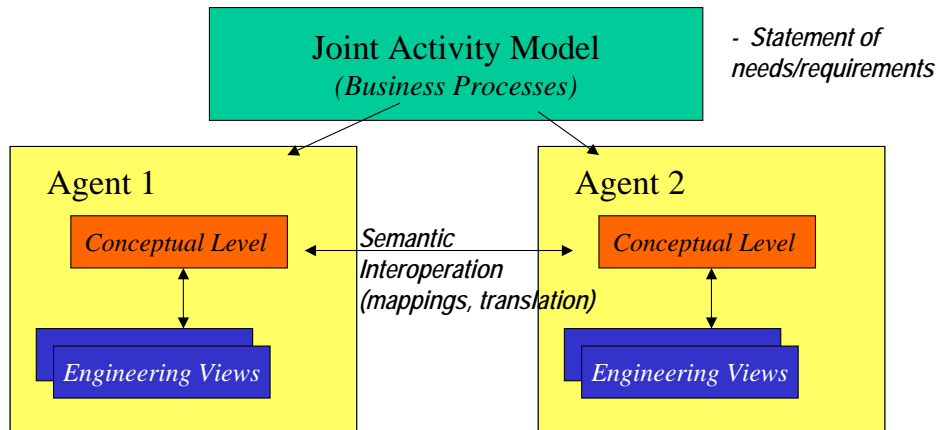 Joint Activity Model
(Business Processes)
- Statement of
needs/requirements
Agent 1
Agent 2
Conceptual Level
Semantic
Interoperation
(mappings, translation)
Conceptual Level
Engineering Views
Engineering Views